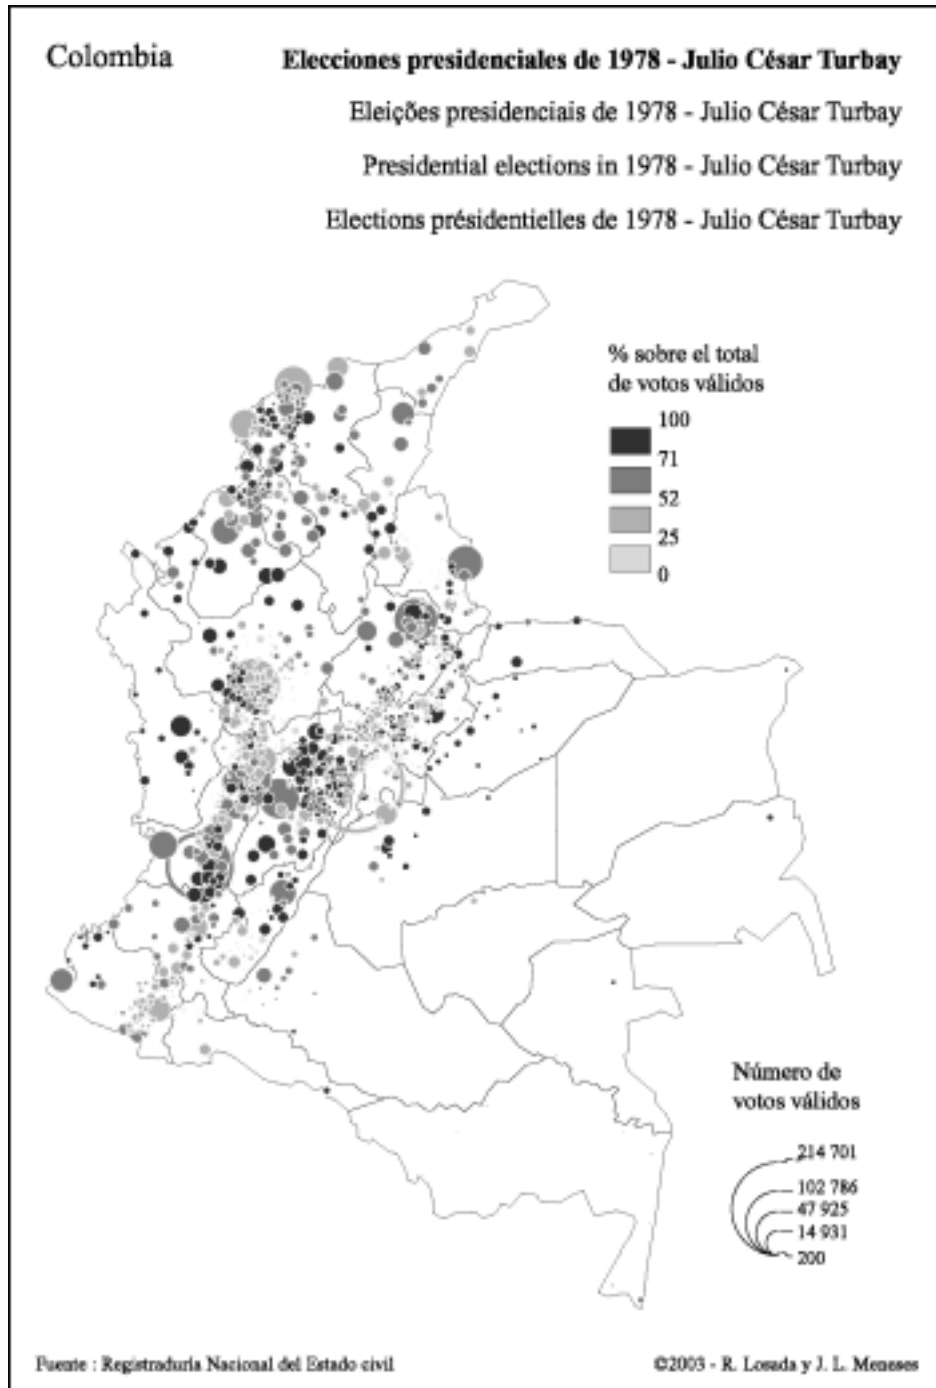 Colombia
Elecciones presidenciales de 1978 - Julio César Turbay
Eleições presidenciais de 1978 - Julio César Turbay
Presidential elections in 1978 - Julio César Turbay
Elections présidentielles de 1978 - Julio César Turbay
% sobre el total
de votos válidos
100
71
52
25
0
Número de
votos válidos
214 701
102 786
47 925
14 931
200
Fuente : Registraduría Nacional del Estado civil
©2003 - R. Losada y J. L. Meneses